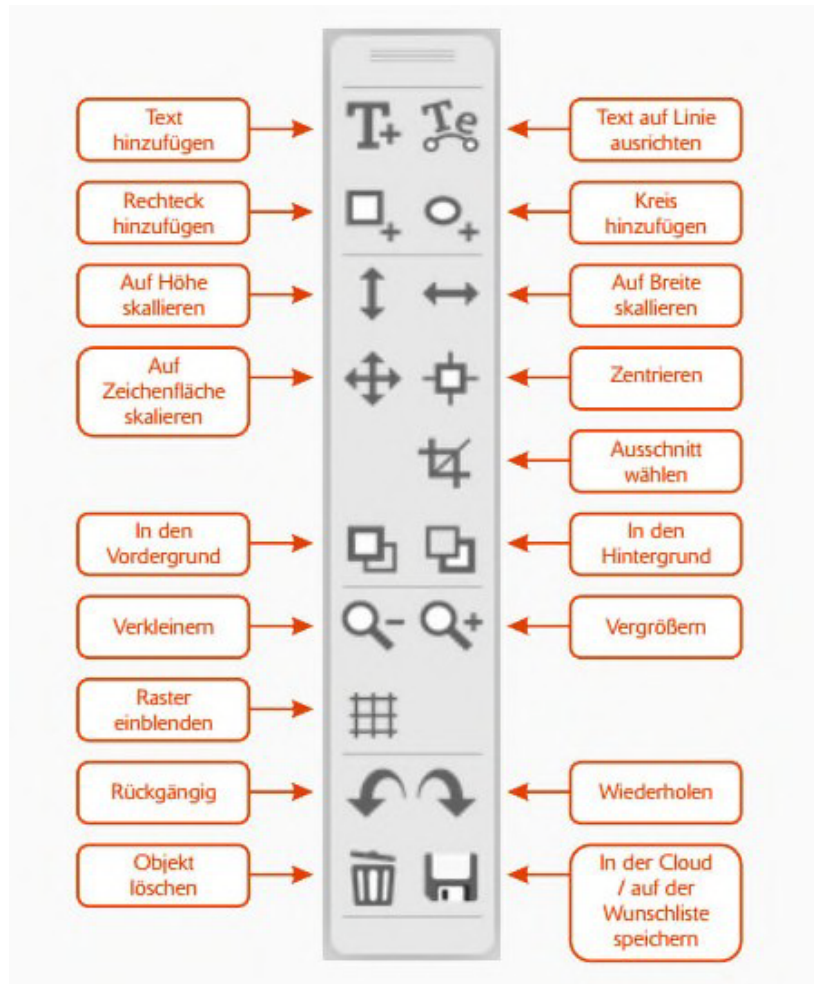 Text
hinzufügen
Text auf Linie
ausrichten
Rechteck
hinzufügen
Kreis
hinzufügen
Auf Höhe
skallieren
Auf Breite
skallieren
Auf
Zeichenfläche
skalieren
Zentrieren
Ausschnitt
wählen
In den
Vordergrund
In den
Hintergrund
Verkleinern
Vergrößern
Raster
einblenden
Rückgängig
Wiederholen
Objekt
löschen
In der Cloud
/ auf der
Wunschliste
speichern